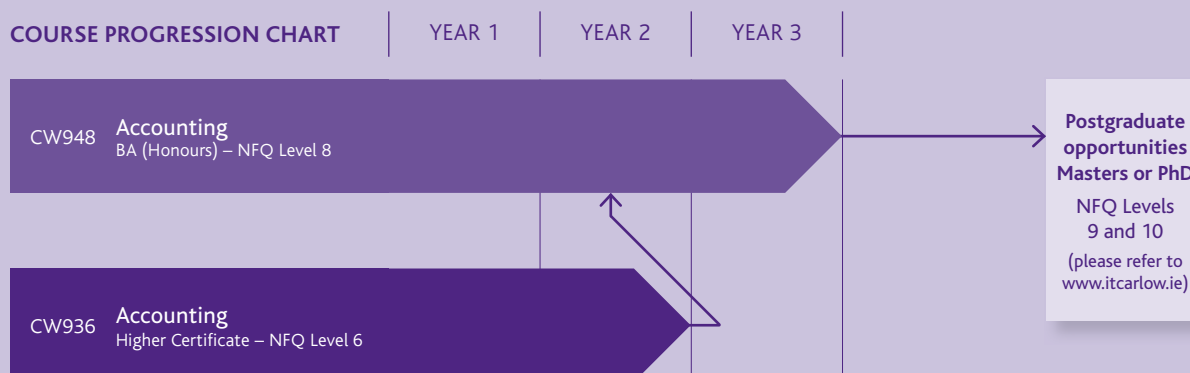 COURSE PROGRESSION CHART
YEAR 1
YEAR 2
YEAR 3
CW948
Accounting
BA (Honours) – NFQ Level 8
Postgraduate
opportunities
Masters or PhD
NFQ Levels
9 and 10
(please refer to
www.itcarlow.ie)
CW936
Accounting
Higher Certificate – NFQ Level 6